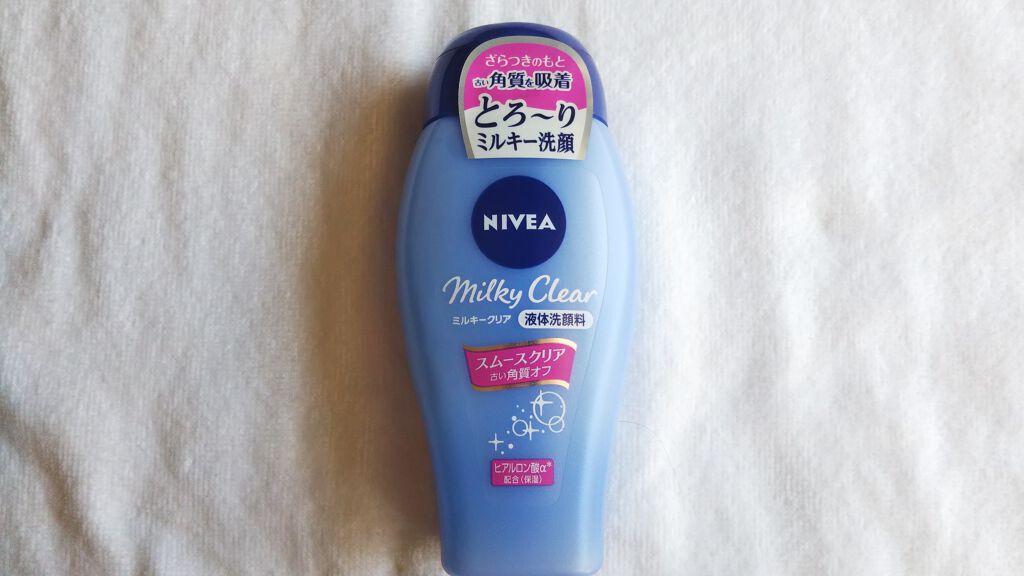 ざらつきのもと
古い角質を吸着
とろ～り
ミルキー洗顔
NIVEA
Milky Clear
ミルキークリア 液体洗顔料
スムースクリア
古い角質オフ
ヒアルロン酸α*
配合(保湿)